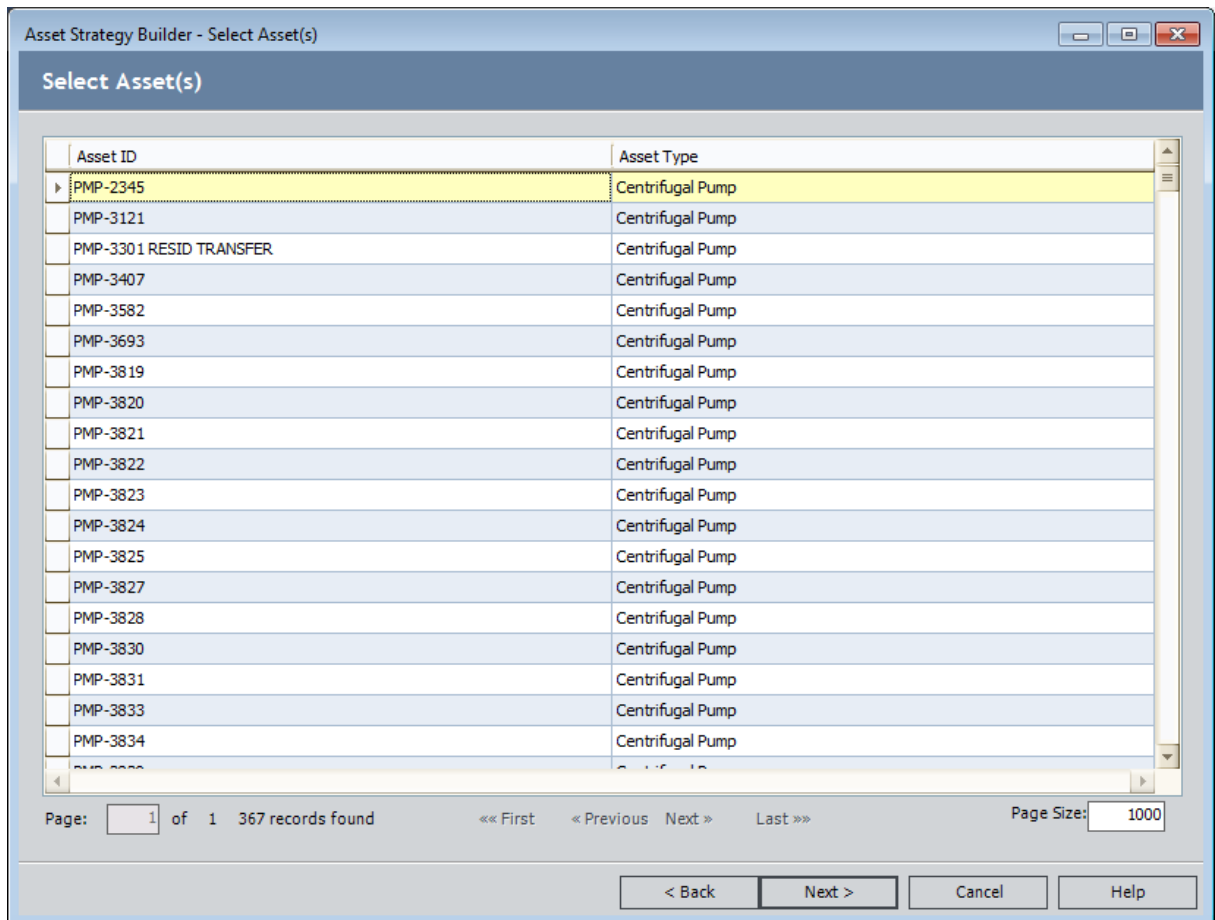 Asset Strategy Builder - Select Asset(s)
Select Asset(s)
Asset ID Asset Type
PMP-2345 Centrifugal Pump
PMP-3121 Centrifugal Pump
PMP-3301 RESID TRANSFER Centrifugal Pump
PMP-3407 Centrifugal Pump
PMP-3582 Centrifugal Pump
PMP-3693 Centrifugal Pump
PMP-3819 Centrifugal Pump
PMP-3820 Centrifugal Pump
PMP-3821 Centrifugal Pump
PMP-3822 Centrifugal Pump
PMP-3823 Centrifugal Pump
PMP-3824 Centrifugal Pump
PMP-3825 Centrifugal Pump
PMP-3827 Centrifugal Pump
PMP-3828 Centrifugal Pump
PMP-3830 Centrifugal Pump
PMP-3831 Centrifugal Pump
PMP-3833 Centrifugal Pump
PMP-3834 Centrifugal Pump
Page: 1 of 1 367 records found «« First « Previous Next » Last »» Page Size: 1000
< Back Next > Cancel Help